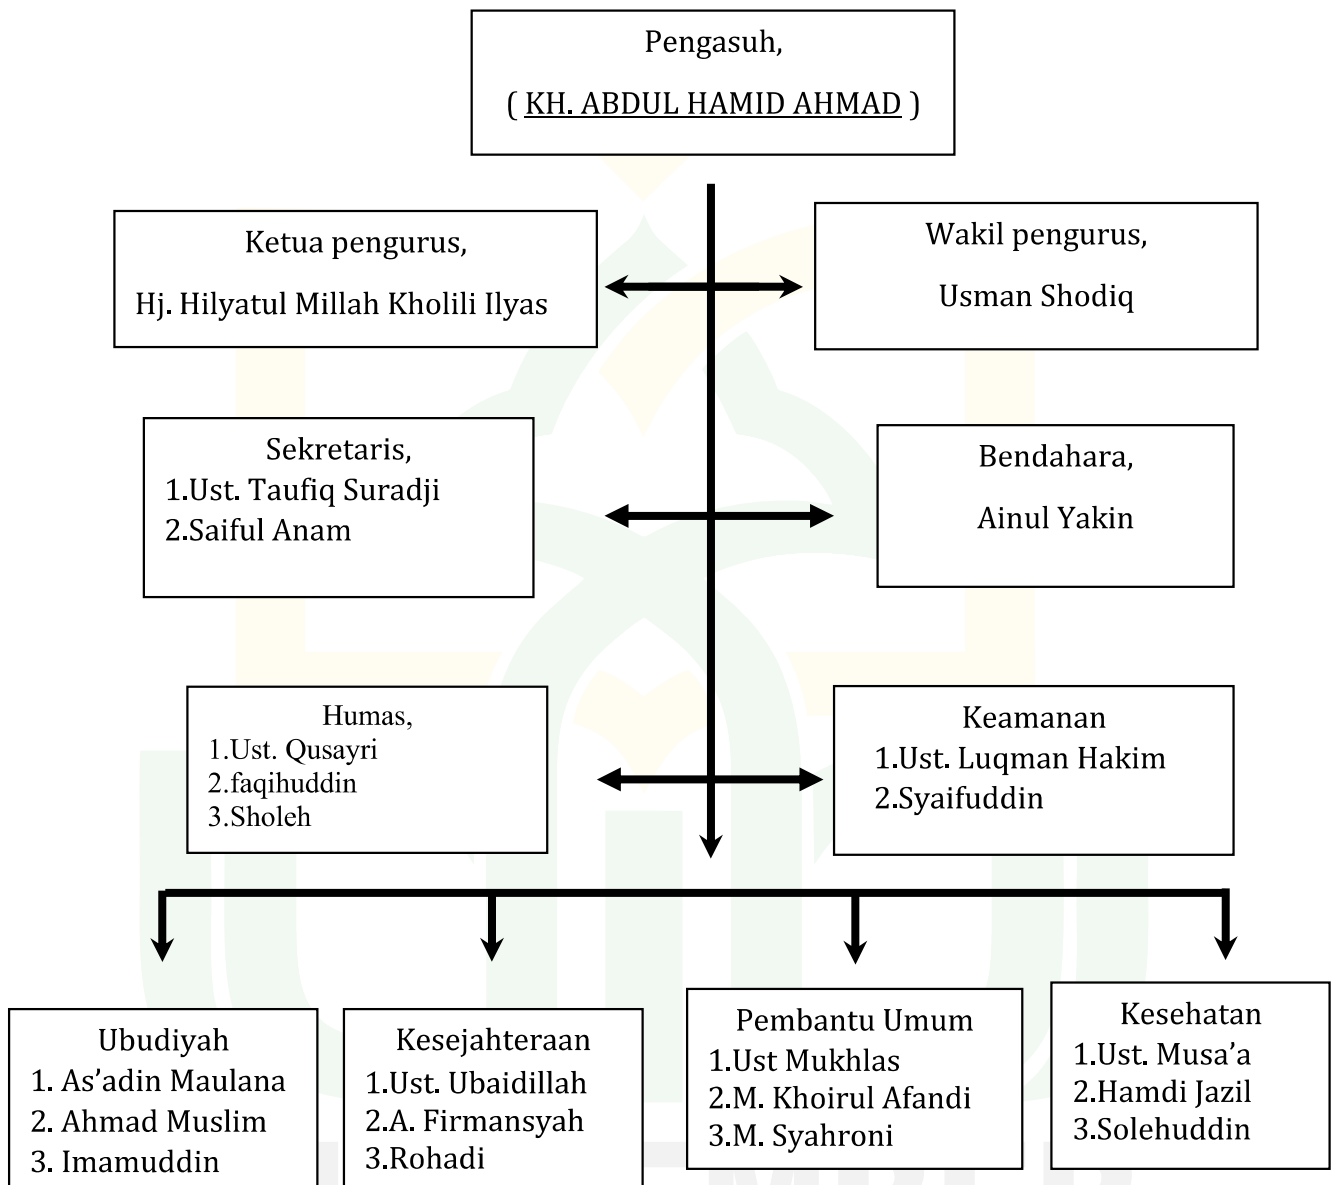 Pengasuh,
( KH. ABDUL HAMID AHMAD )
Ketua pengurus,
Hj. Hilyatul Millah Kholili Ilyas
Wakil pengurus,
Usman Shodiq
Sekretaris,
1.Ust. Taufiq Suradji
2.Saiful Anam
Bendahara,
Ainul Yakin
Humas,
1.Ust. Qusayri
2.faqihuddin
3.Sholeh
Keamanan
1.Ust. Luqman Hakim
2.Syaifuddin
Ubudiyah
1. As’adin Maulana
2. Ahmad Muslim
3. Imamuddin
Kesejahteraan
1.Ust. Ubaidillah
2.A. Firmansyah
3.Rohadi
Pembantu Umum
1.Ust Mukhlas
2.M. Khoirul Afandi
3.M. Syahroni
Kesehatan
1.Ust. Musa’a
2.Hamdi Jazil
3.Solehuddin